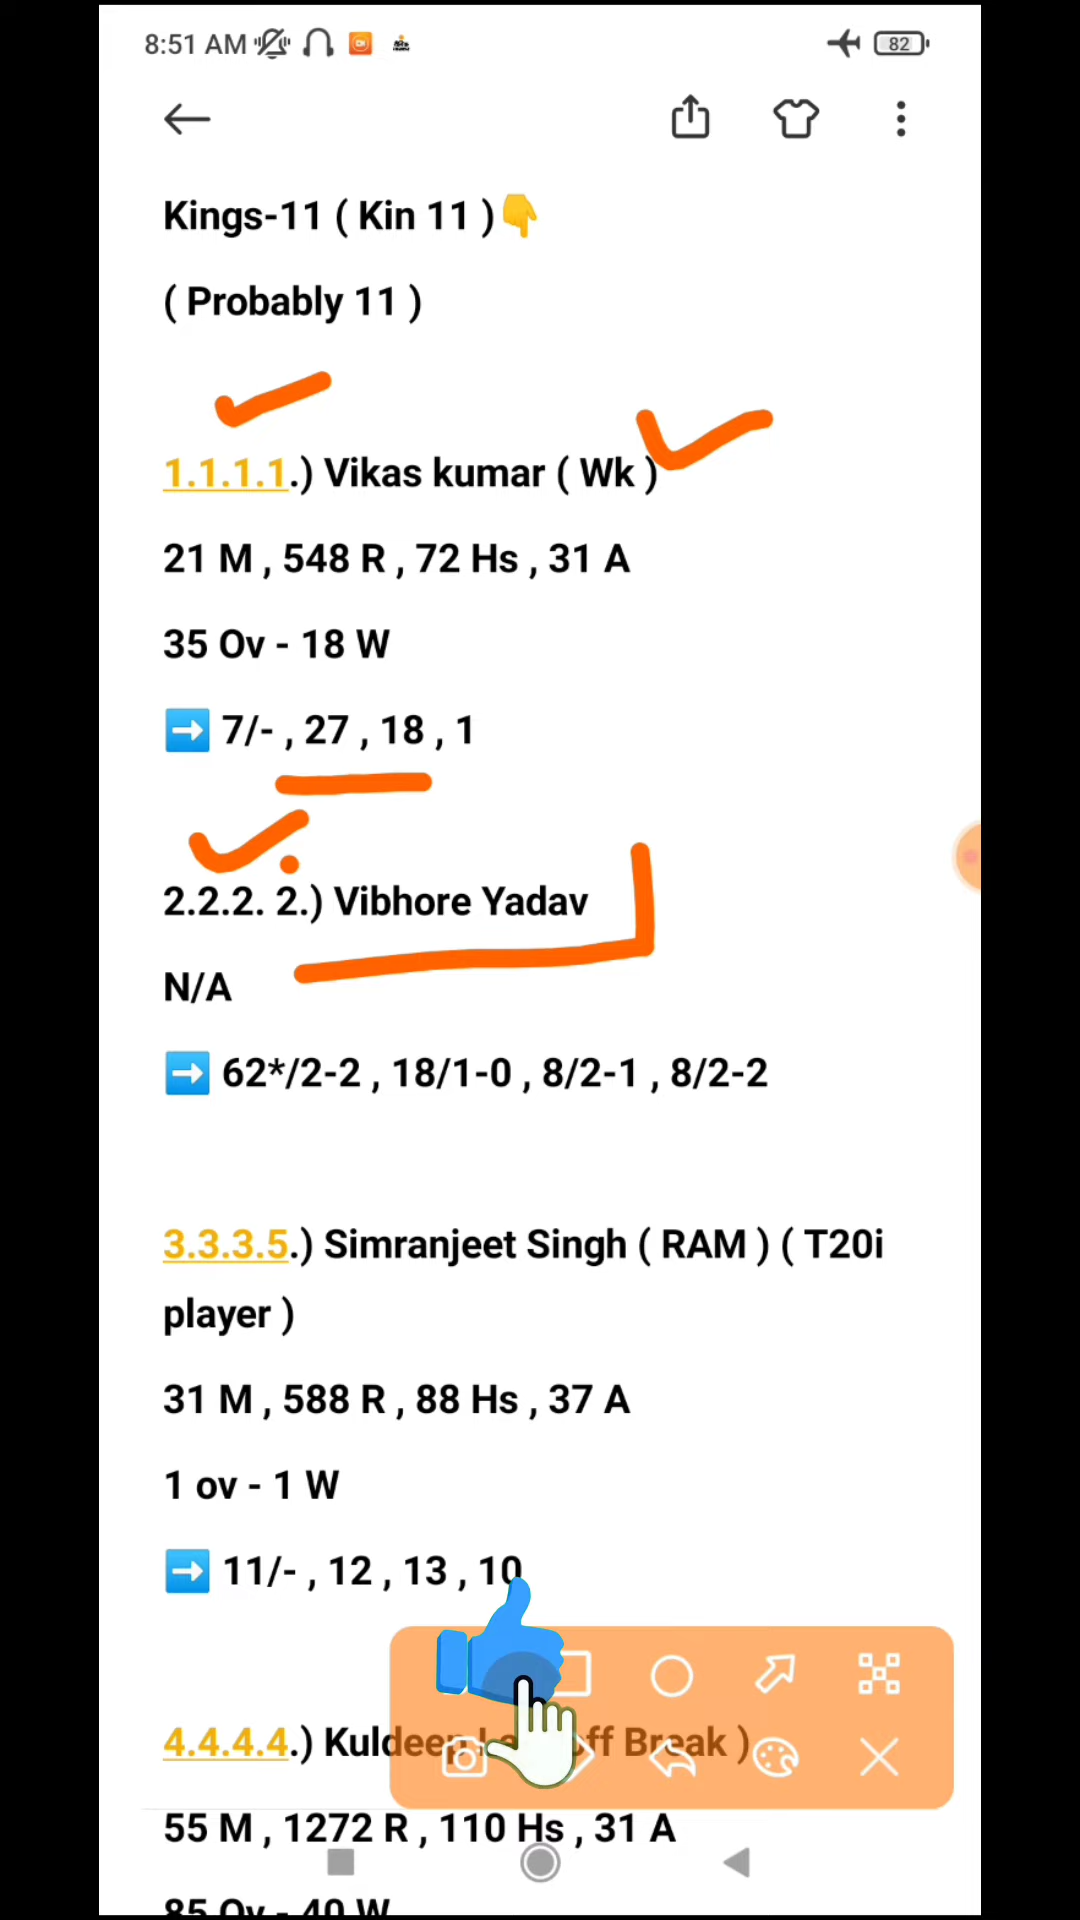 8:51 AM
82
Kings-11 ( Kin 11 )👇
( Probably 11 )
1.1.1.1.) Vikas kumar ( Wk )
21 M , 548 R , 72 Hs , 31 A
35 Ov - 18 W
➡️ 7/- , 27 , 18 , 1
2.2.2. 2.) Vibhore Yadav
N/A
➡️ 62*/2-2 , 18/1-0 , 8/2-1 , 8/2-2
3.3.3.5.) Simranjeet Singh ( RAM ) ( T20i
player )
31 M , 588 R , 88 Hs , 37 A
1 ov - 1 W
➡️ 11/- , 12 , 13 , 10
4.4.4.4.) Kuldeep Break )
55 M , 1272 R , 110 Hs , 31 A
85 Ov - 40 W